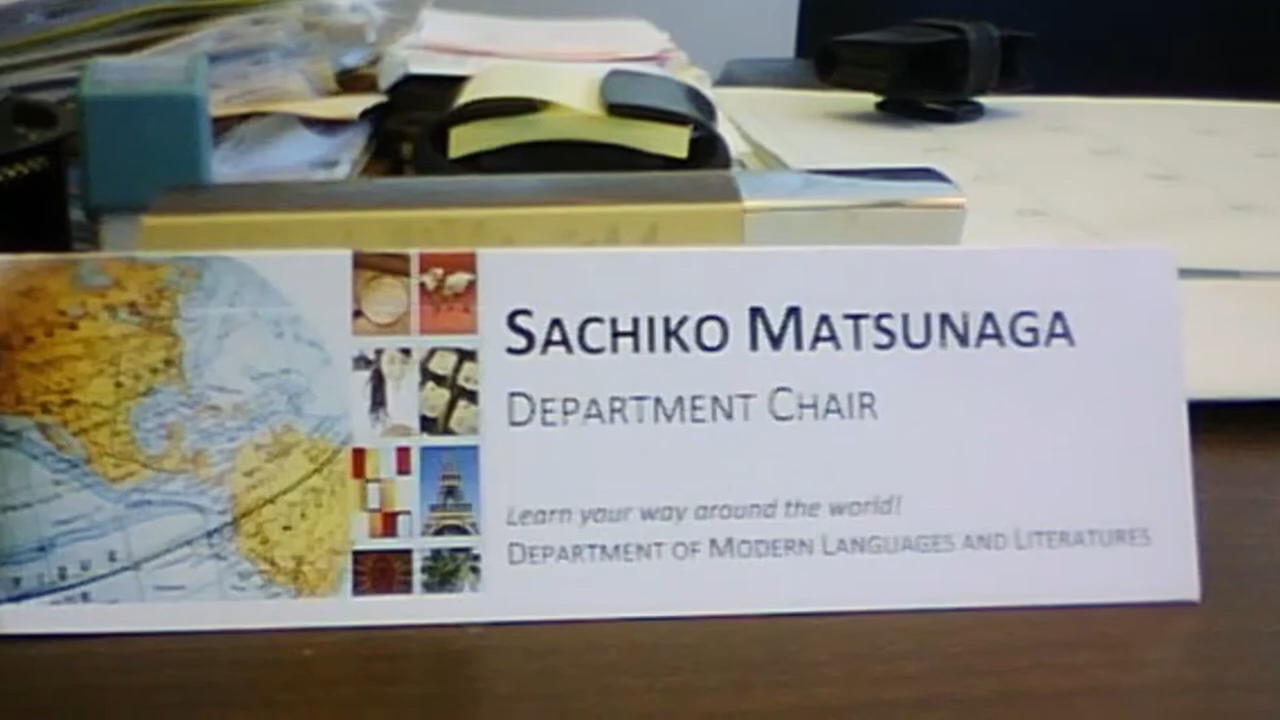 SACHIKO MATSUNAGA
DEPARTMENT CHAIR
Learn your way around the world!
DEPARTMENT OF MODERN LANGUAGES AND LITERATURES